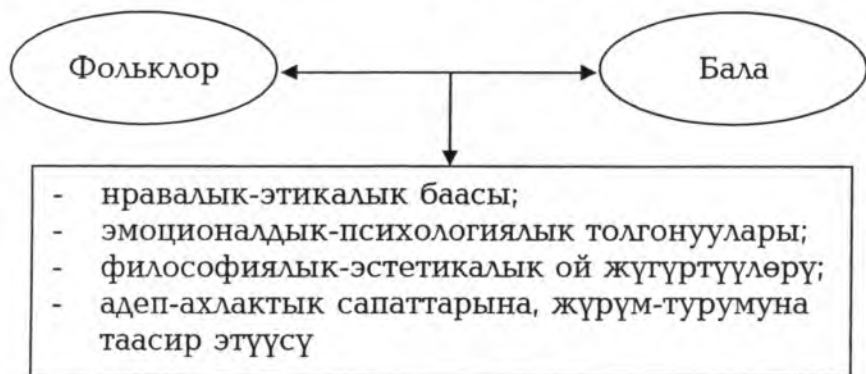 Фольклор
Бала
- нравалык-этикалык баасы;
- эмоционалдык-психологиялык толгонуулары;
- философиялык-эстетикалык ой жүгүртүүлөрү;
- адеп-ахлактык сапаттарына, жүрүм-турумуна
таасир этүүсү